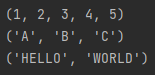 (1, 2, 3, 4, 5)
('A', 'B', 'C')
('HELLO', 'WORLD')